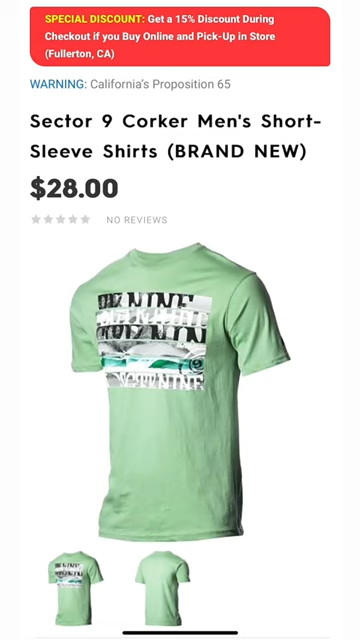 SPECIAL DISCOUNT: Get a 15% Discount During
Checkout if you Buy Online and Pick-Up in Store
(Fullerton, CA)
WARNING: California's Proposition 65
Sector 9 Corker Men's Short-
Sleeve Shirts (BRAND NEW)
$28.00
NO REVIEWS